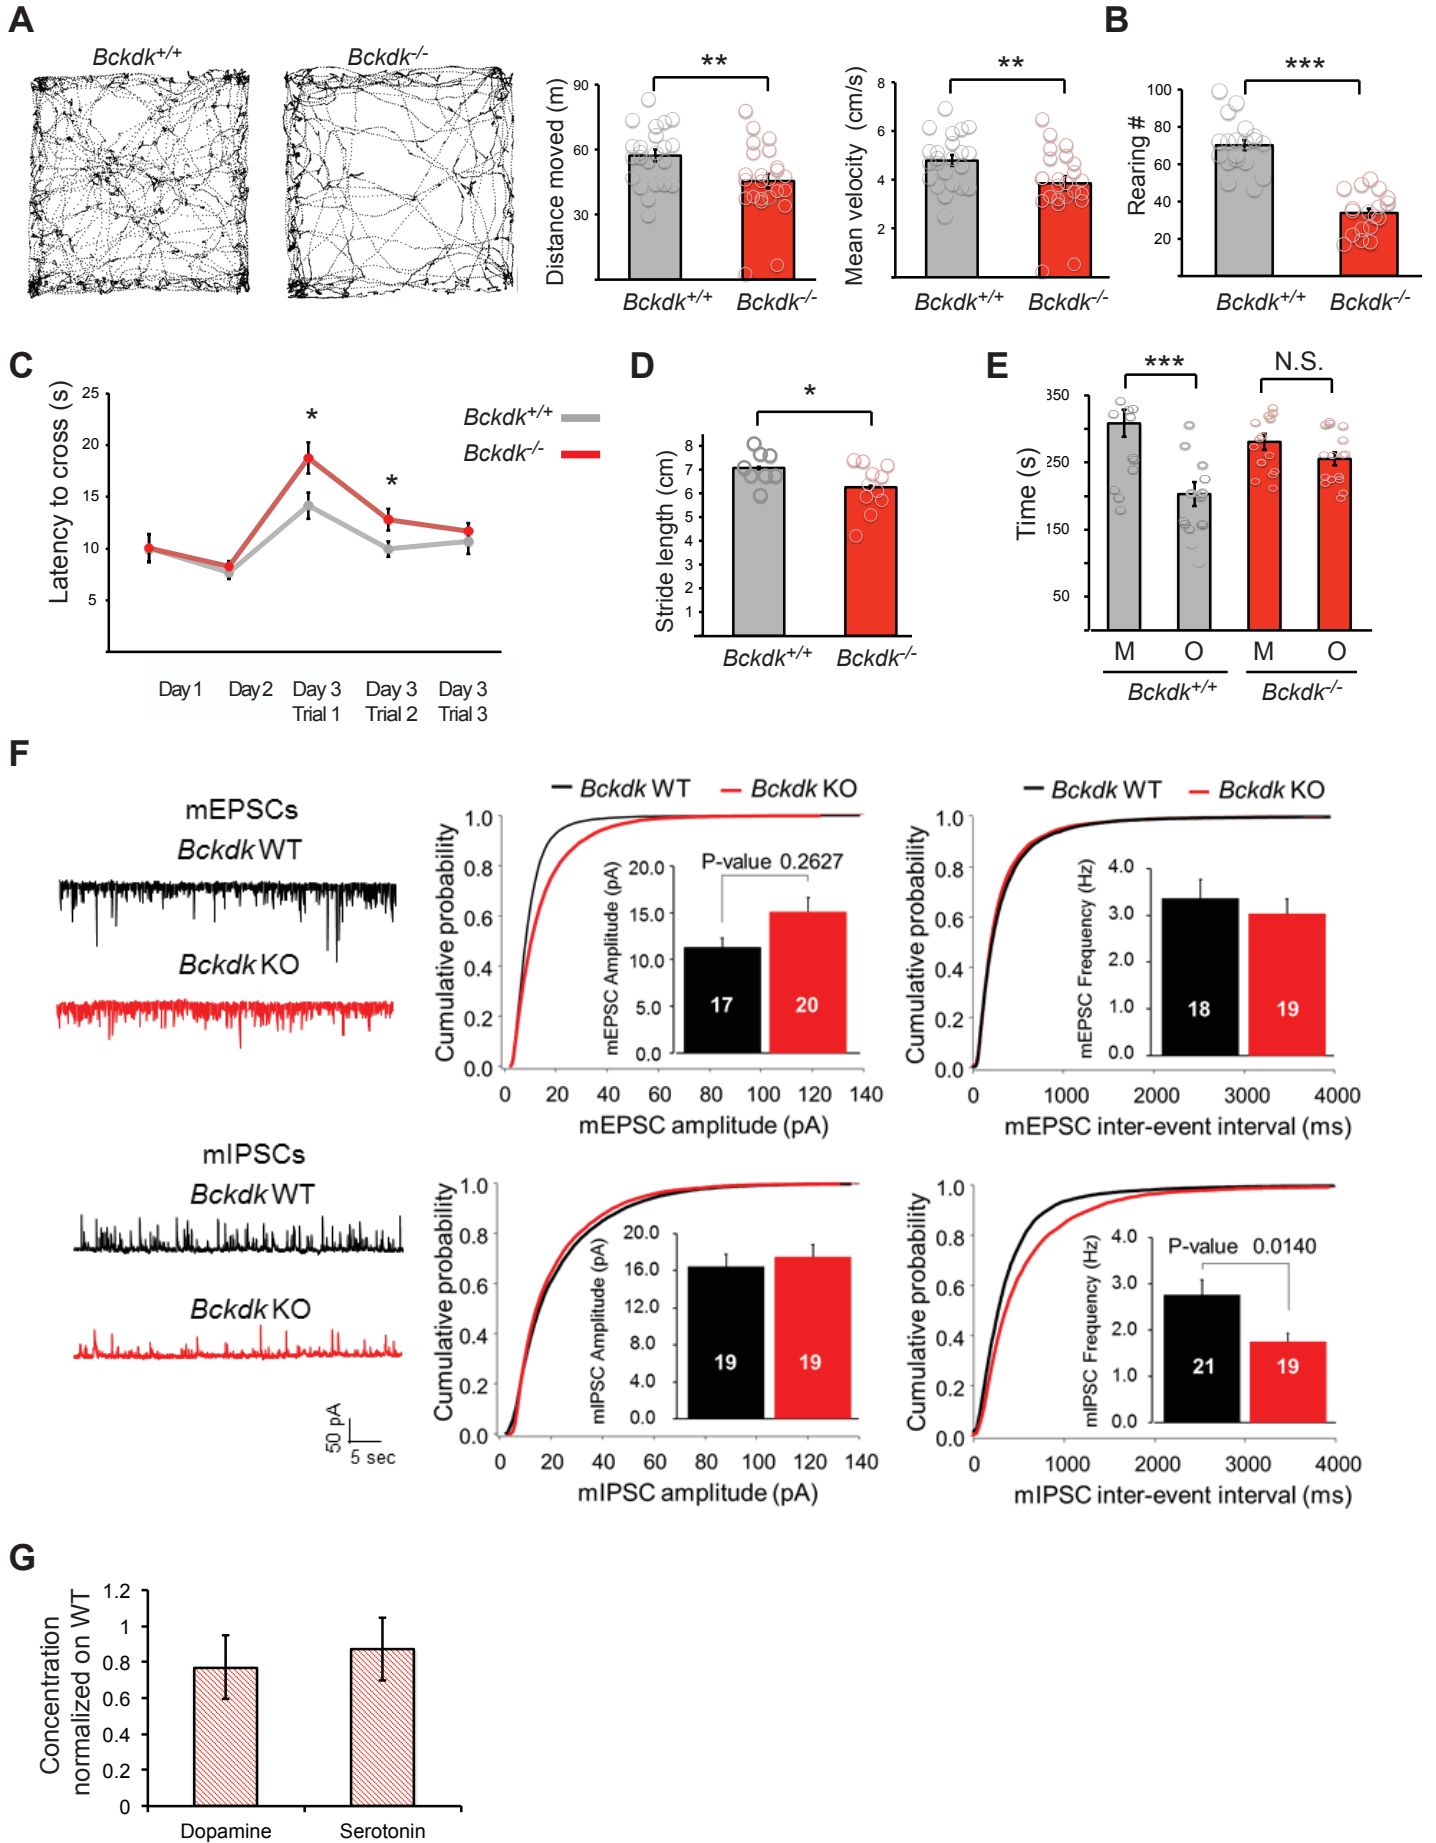 A
Bckdk+/+
Bckdk-/-
Distance moved (m)
90
60
30
**
Bckdk+/+
Bckdk-/-
Mean velocity (cm/s)
8
6
4
2
**
Bckdk+/+
Bckdk-/-
B
Rearing #
100
80
60
40
20
***
Bckdk+/+
Bckdk-/-
C
Latency to cross (s)
25
20
15
10
5
*
*
Bckdk+/+
Bckdk-/-
Day 1
Day 2
Day 3
Trial 1
Day 3
Trial 2
Day 3
Trial 3
D
Stride length (cm)
8
7
6
5
4
3
2
1
*
Bckdk+/+
Bckdk-/-
E
Time (s)
350
250
150
50
***
N.S.
M
O
M
O
Bckdk+/+
Bckdk-/-
F
mEPSCs
Bckdk WT
Bckdk KO
Bckdk WT
Bckdk KO
Cumulative probability
1.0
0.8
0.6
0.4
0.2
0.0
0 20 40 60 80 100 120 140
mEPSC amplitude (pA)
mEPSC Amplitude (pA)
20.0
15.0
10.0
5.0
0.0
P-value 0.2627
17
20
Bckdk WT
Bckdk KO
Cumulative probability
1.0
0.8
0.6
0.4
0.2
0.0
0 1000 2000 3000 4000
mEPSC inter-event interval (ms)
mEPSC Frequency (Hz)
4.0
3.0
2.0
1.0
0.0
18
19
mIPSCs
Bckdk WT
Bckdk KO
50 pA
5 sec
Cumulative probability
1.0
0.8
0.6
0.4
0.2
0.0
0 20 40 60 80 100 120 140
mIPSC amplitude (pA)
mIPSC Amplitude (pA)
20.0
16.0
12.0
8.0
4.0
0.0
19
19
Cumulative probability
1.0
0.8
0.6
0.4
0.2
0.0
0 1000 2000 3000 4000
mIPSC inter-event interval (ms)
mIPSC Frequency (Hz)
4.0
3.0
2.0
1.0
0.0
P-value 0.0140
21
19
G
Concentration
normalized on WT
1.2
1
0.8
0.6
0.4
0.2
0
Dopamine
Serotonin